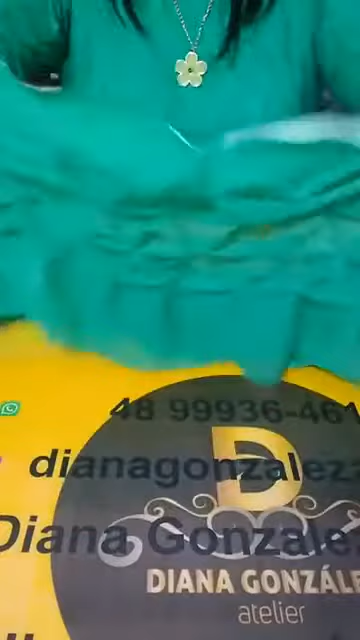 48 99936-461
dianagonzalez
Diana Gonzale
D
DIANA GONZÁLE
atelier